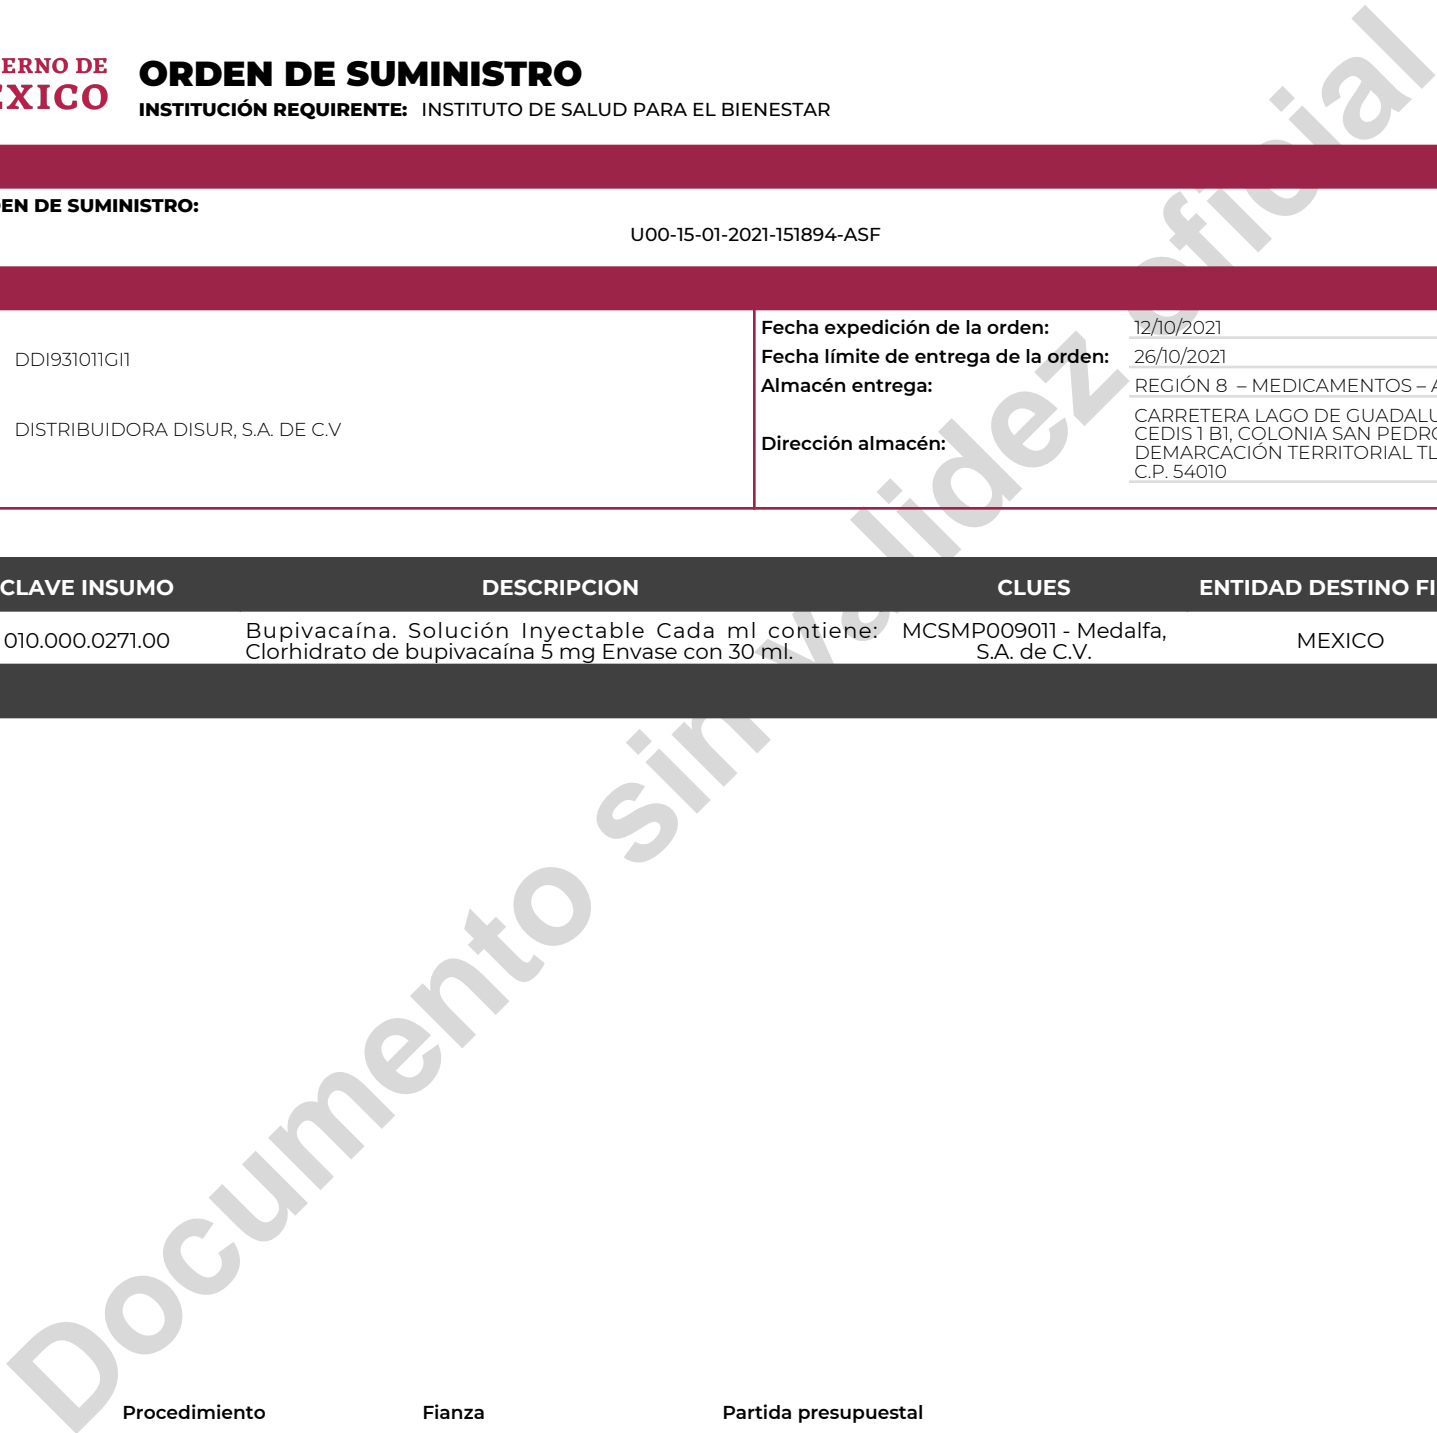 ERNO DE
EXICO
ORDEN DE SUMINISTRO
INSTITUCIÓN REQUIRENTE: INSTITUTO DE SALUD PARA EL BIENESTAR
EN DE SUMINISTRO:
U00-15-01-2021-151894-ASF
DDI931011GI1
DISTRIBUIDORA DISUR, S.A. DE C.V
Fecha expedición de la orden: 12/10/2021
Fecha límite de entrega de la orden: 26/10/2021
Almacén entrega: REGIÓN 8 – MEDICAMENTOS – A
Dirección almacén:
CARRETERA LAGO DE GUADALU
CEDIS 1 B1, COLONIA SAN PEDRO
DEMARCACIÓN TERRITORIAL TL
C.P. 54010
CLAVE INSUMO DESCRIPCION CLUES ENTIDAD DESTINO FI
010.000.0271.00
Bupivacaína. Solución Inyectable Cada ml contiene:
Clorhidrato de bupivacaína 5 mg Envase con 30 ml.
MCSMP009011 - Medalfa,
S.A. de C.V.
MEXICO
Procedimiento Fianza Partida presupuestal
Documento sin validez oficial